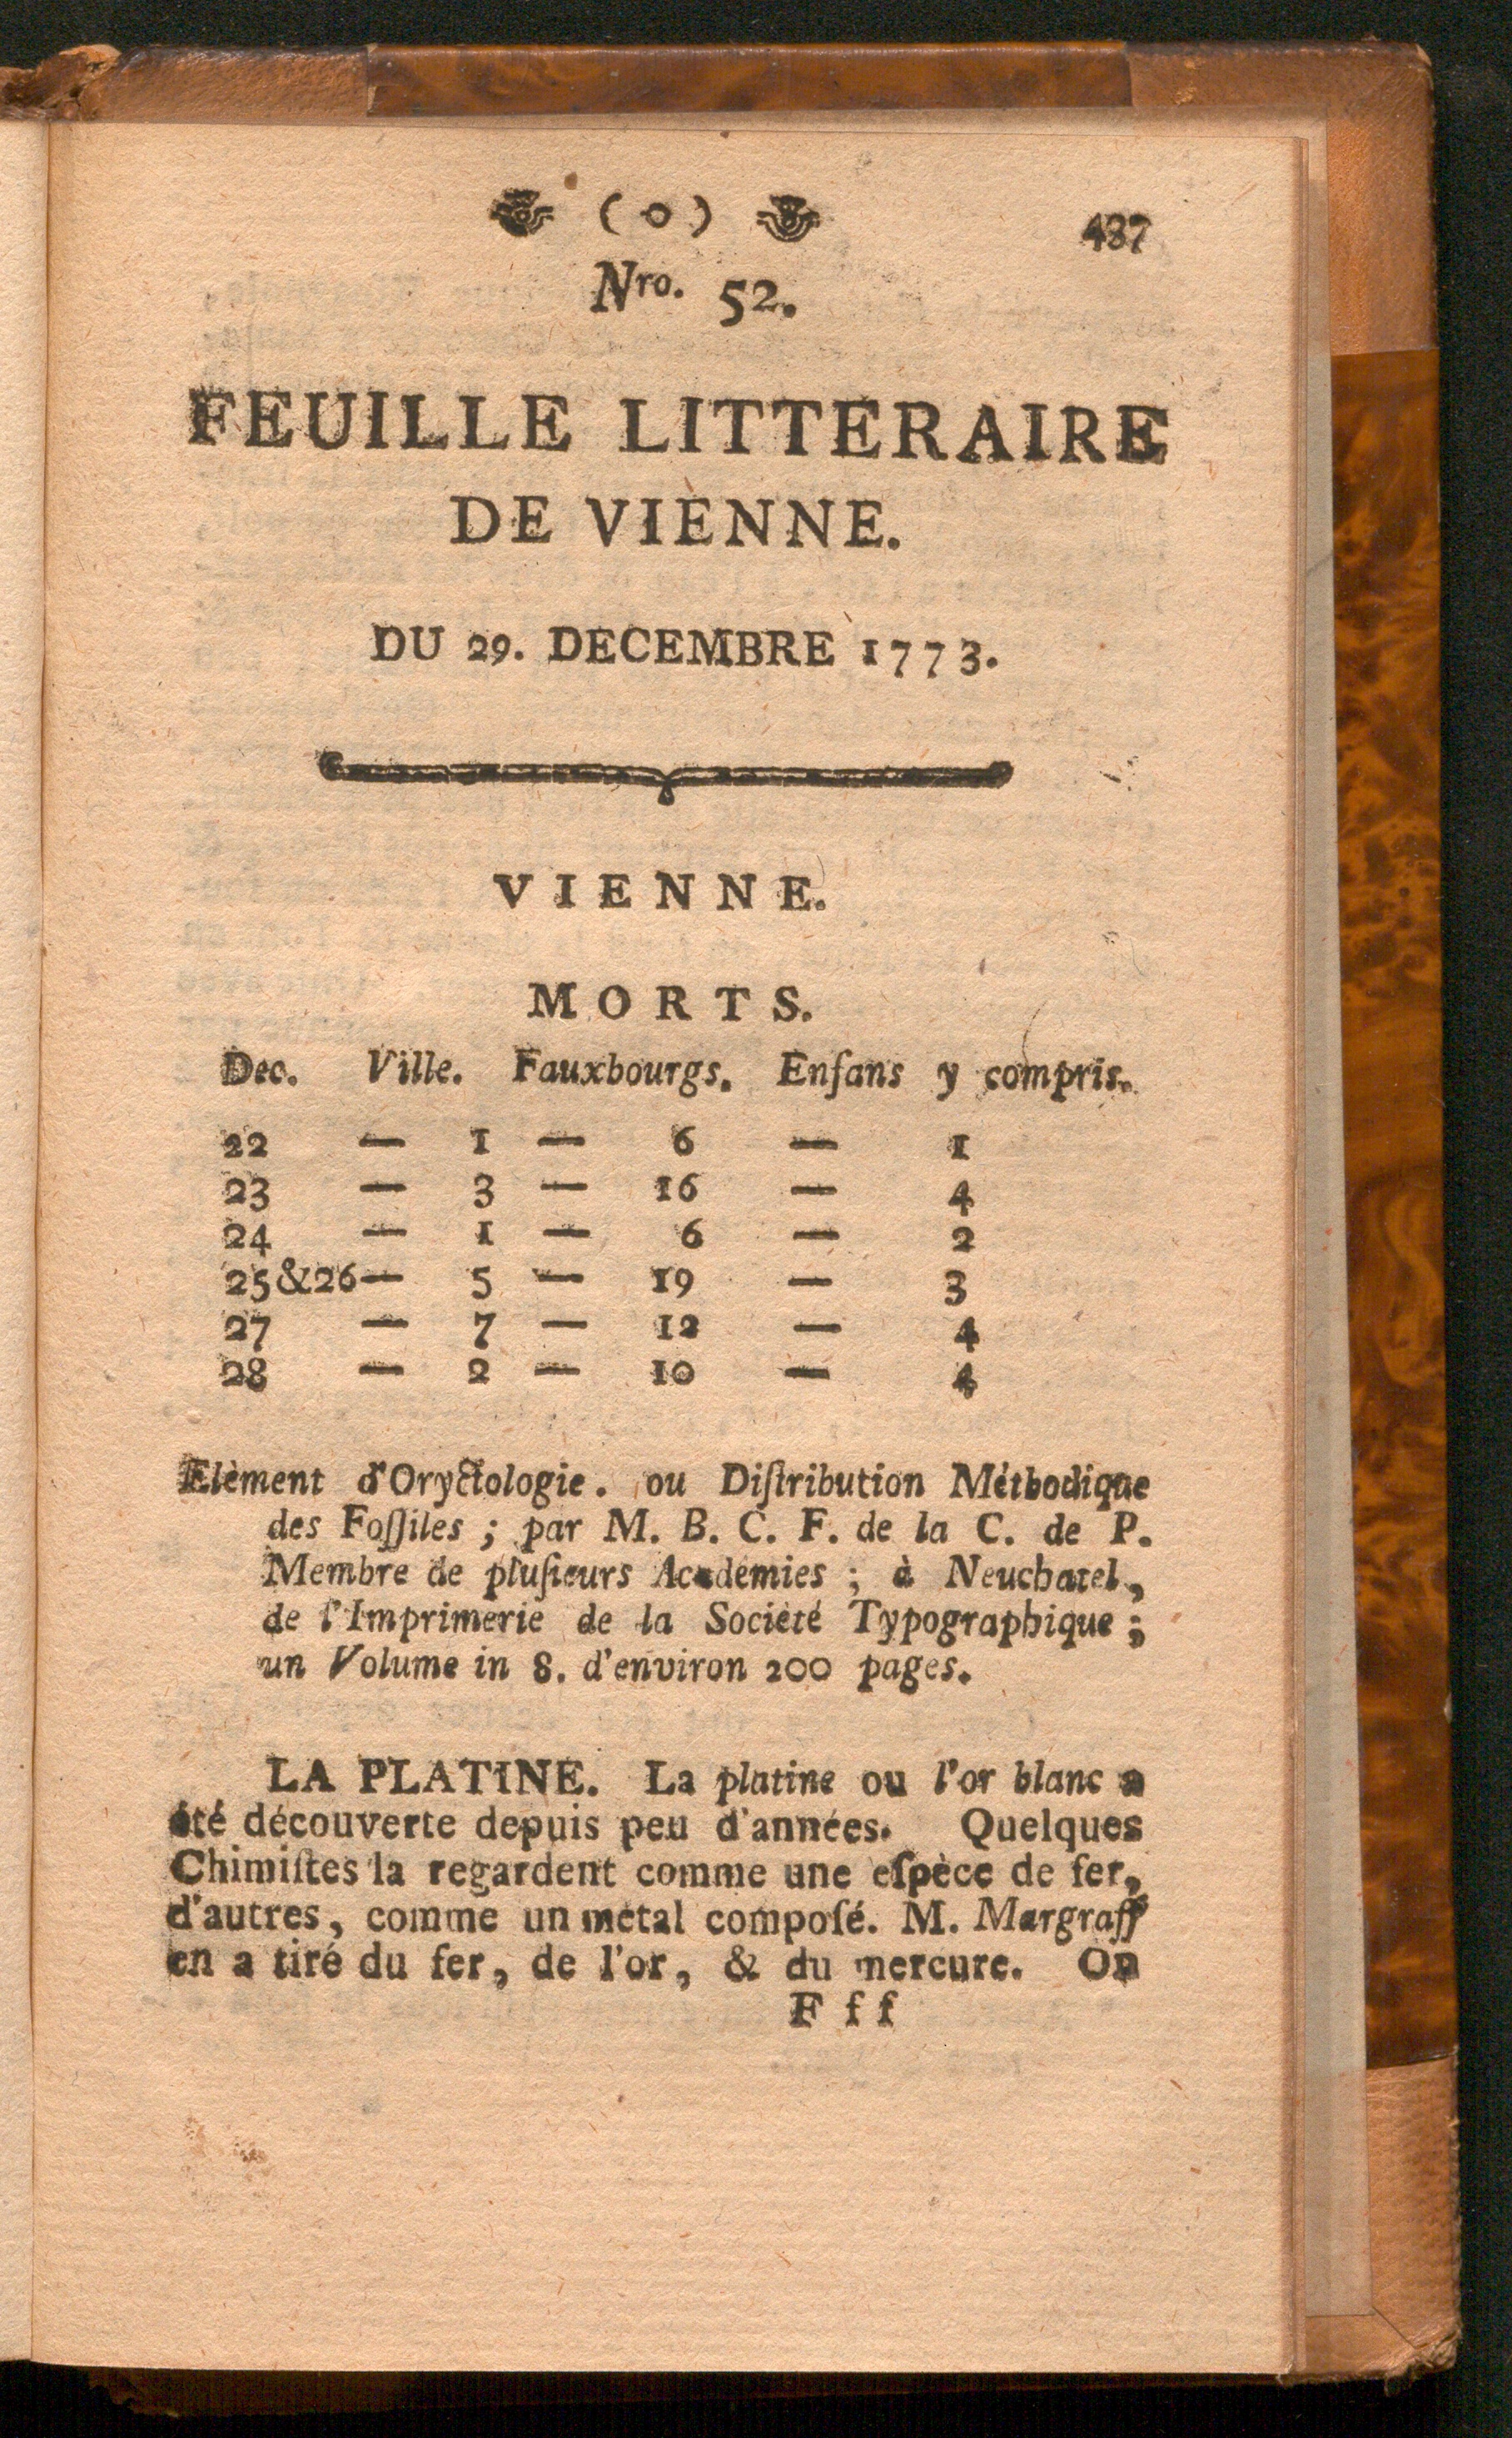 ( o ) 437
Nro. 52.
FEUILLE LITTERAIRE
DE VIENNE.
DU 29. DECEMBRE 1773.
VIENNE.
MORTS.
Dec. Ville. Fauxbourgs. Enfans y compris.
22 — 1 — 6 — 1
23 — 3 — 16 — 4
24 — 1 — 6 — 2
25&26— 5 — 19 — 3
27 — 7 — 12 — 4
28 — 2 — 10 — 4
Elèment d'Oryctologie. ou Diſtribution Méthodique
des Foſſiles ; par M. B. C. F. de la C. de P.
Membre de pluſieurs Academies ; à Neuchatel,
de l'Imprimerie de la Societé Typographique ;
un Volume in 8. d'environ 200 pages.
LA PLATINE. La platine ou l'or blanc a
été découverte depuis peu d'années. Quelques
Chimiſtes la regardent comme une eſpèce de fer,
d'autres, comme un métal compoſé. M. Margraff
en a tiré du fer, de l'or, & du mercure. On
F f f